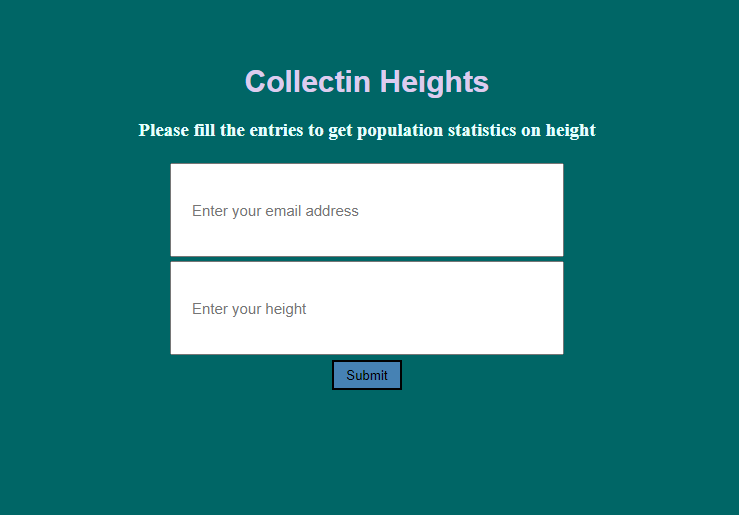 Collectin Heights
Please fill the entries to get population statistics on height
Enter your email address
Enter your height
Submit